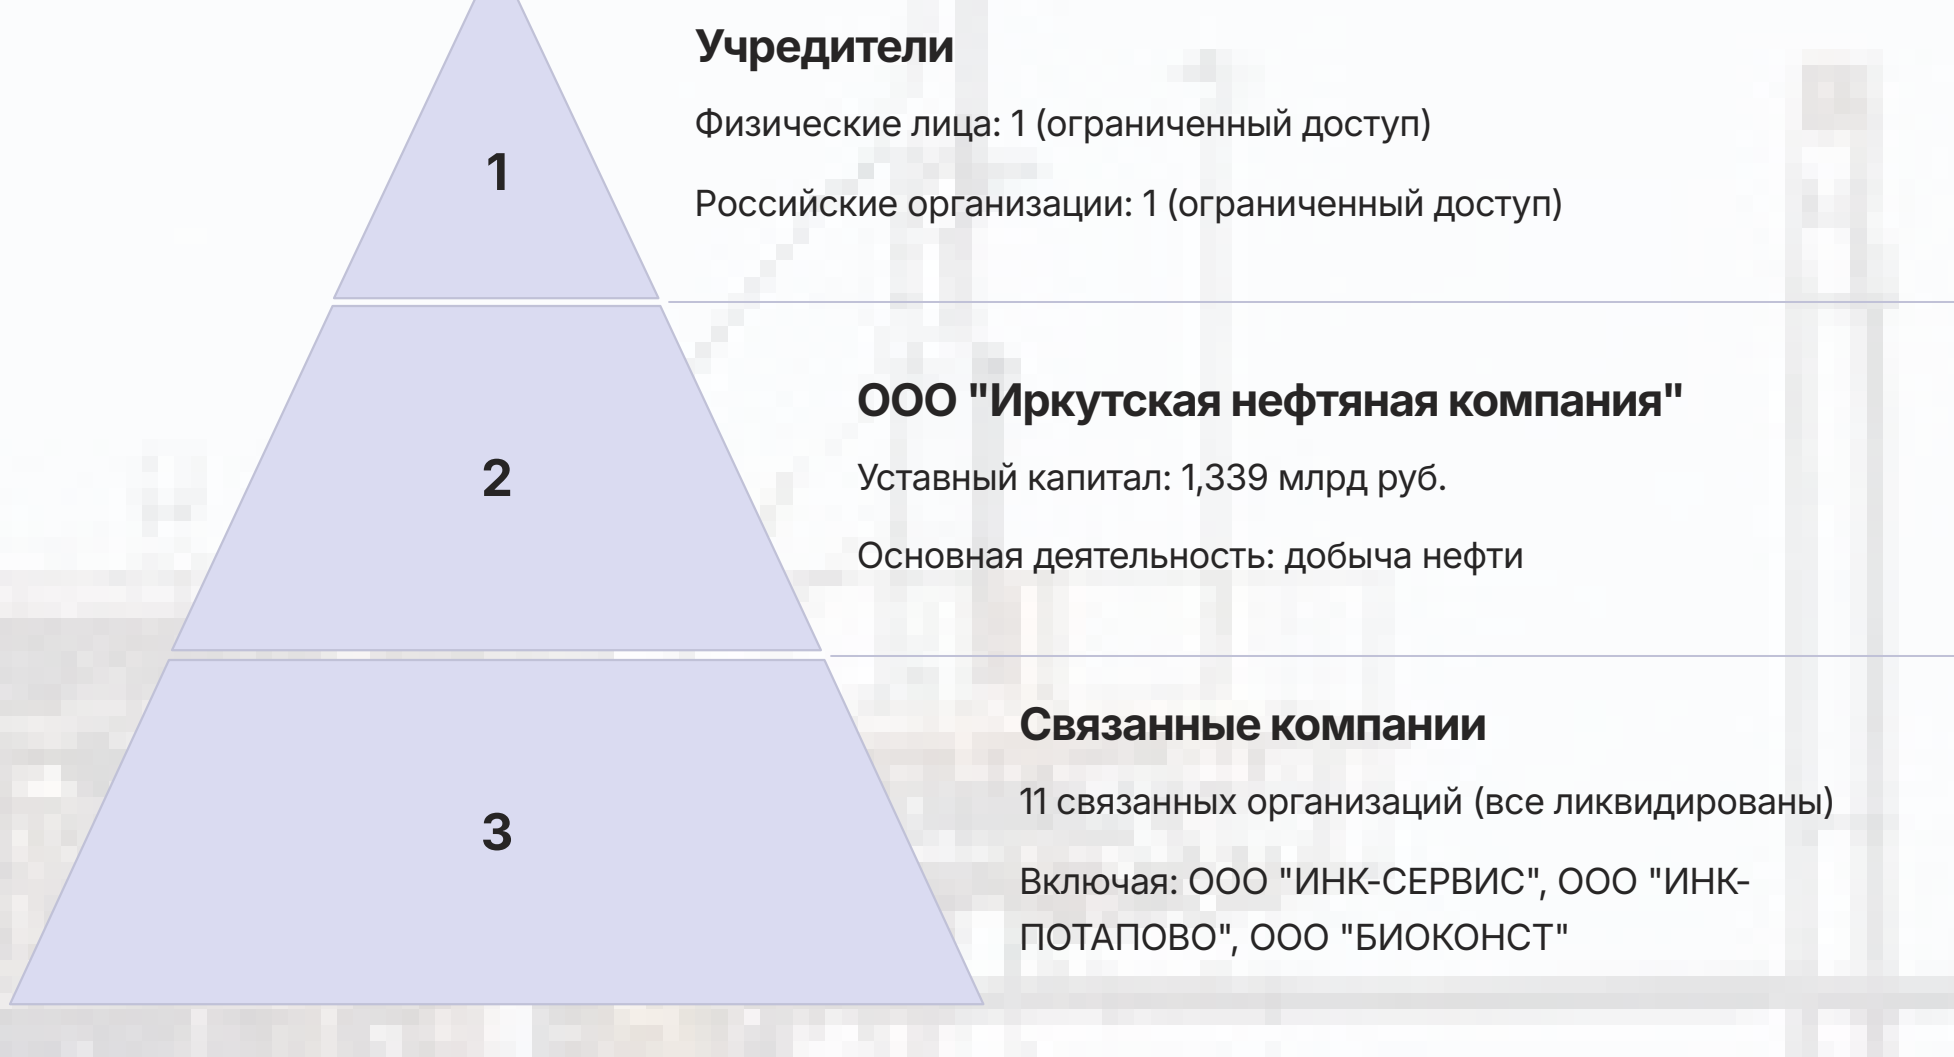 Учредители
Физические лица: 1 (ограниченный доступ)
1
Российские организации: 1 (ограниченный доступ)
ООО "Иркутская нефтяная компания"
2
Уставный капитал: 1,339 млрд руб.
Основная деятельность: добыча нефти
Связанные компании
11 связанных организаций (все ликвидированы)
3
Включая: ООО "ИНК-СЕРВИС", ООО "ИНК-
ПОТАПОВО", ООО "БИОКОНСТ"